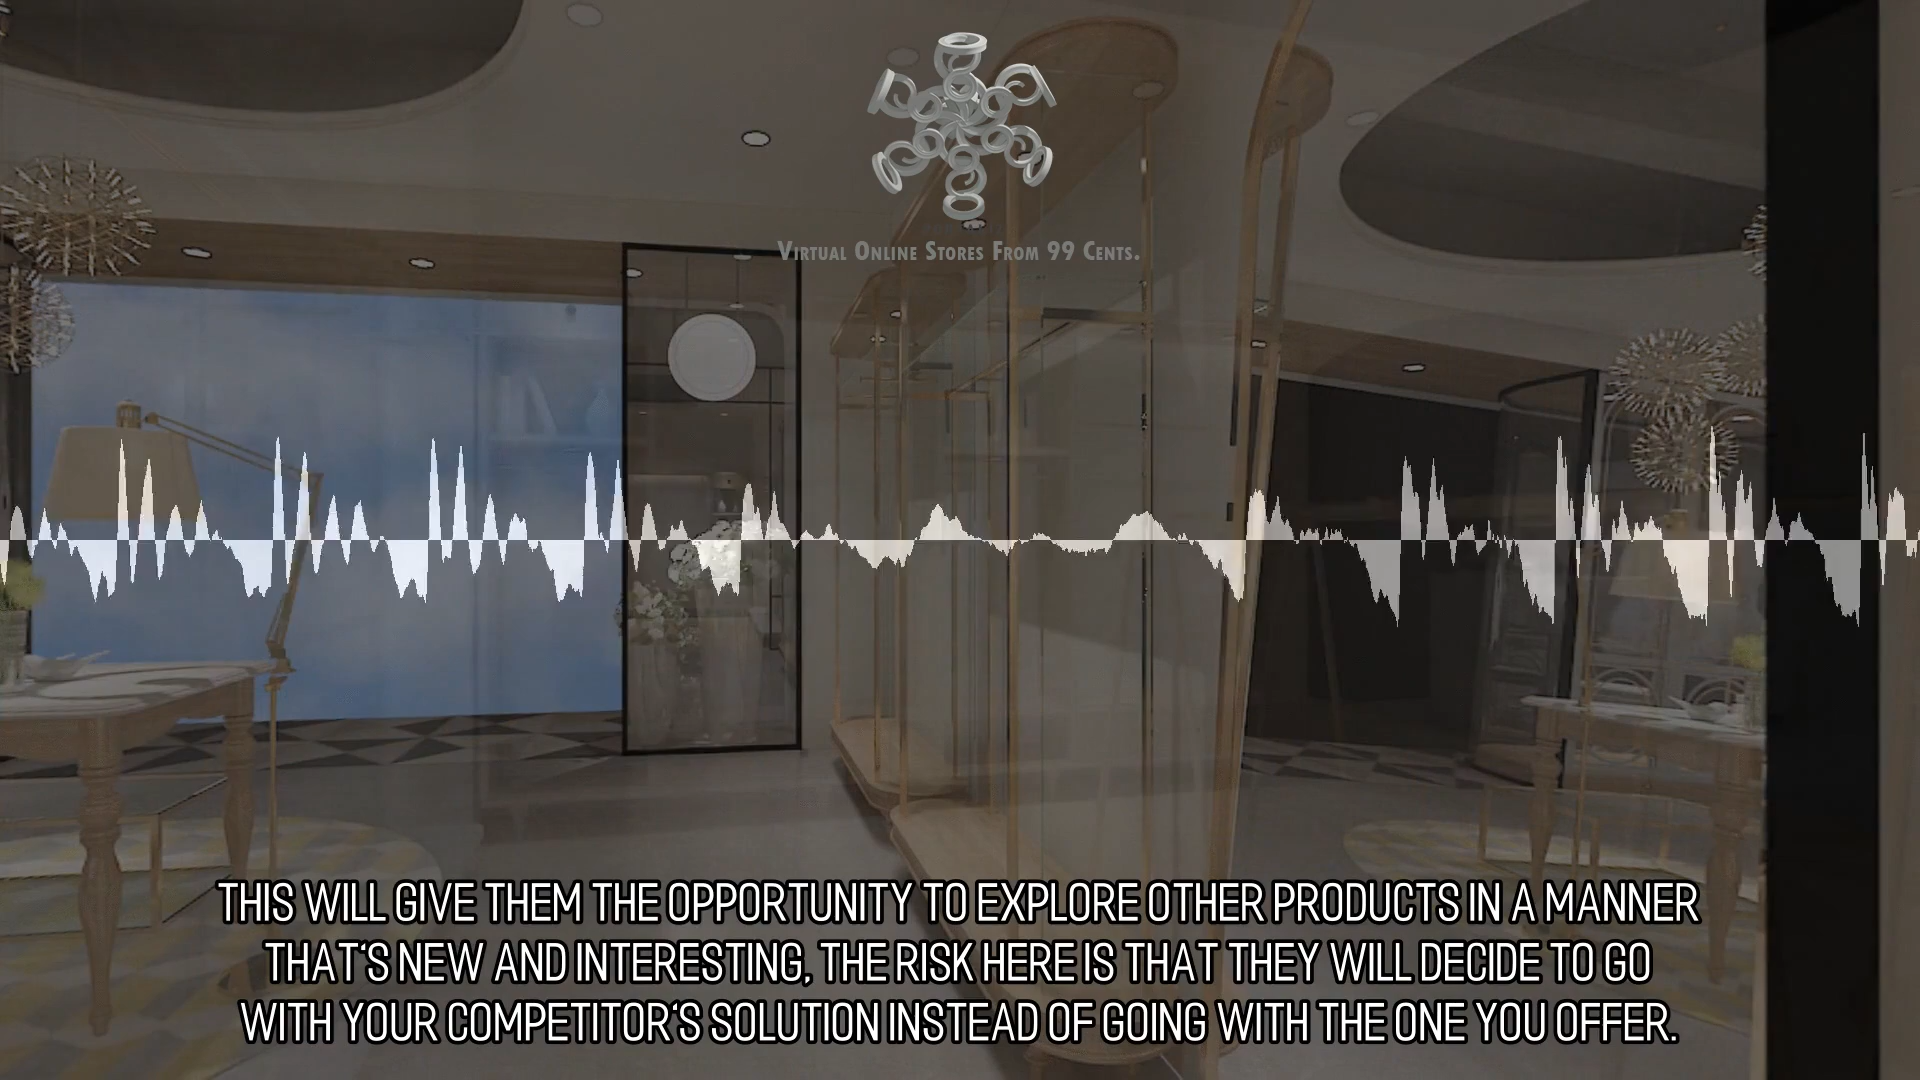 Virtual Online Stores From 99 Cents.
THIS WILL GIVE THEM THE OPPORTUNITY TO EXPLORE OTHER PRODUCTS IN A MANNER
THAT'S NEW AND INTERESTING, THE RISK HERE IS THAT THEY WILL DECIDE TO GO
WITH YOUR COMPETITOR'S SOLUTION INSTEAD OF GOING WITH THE ONE YOU OFFER.